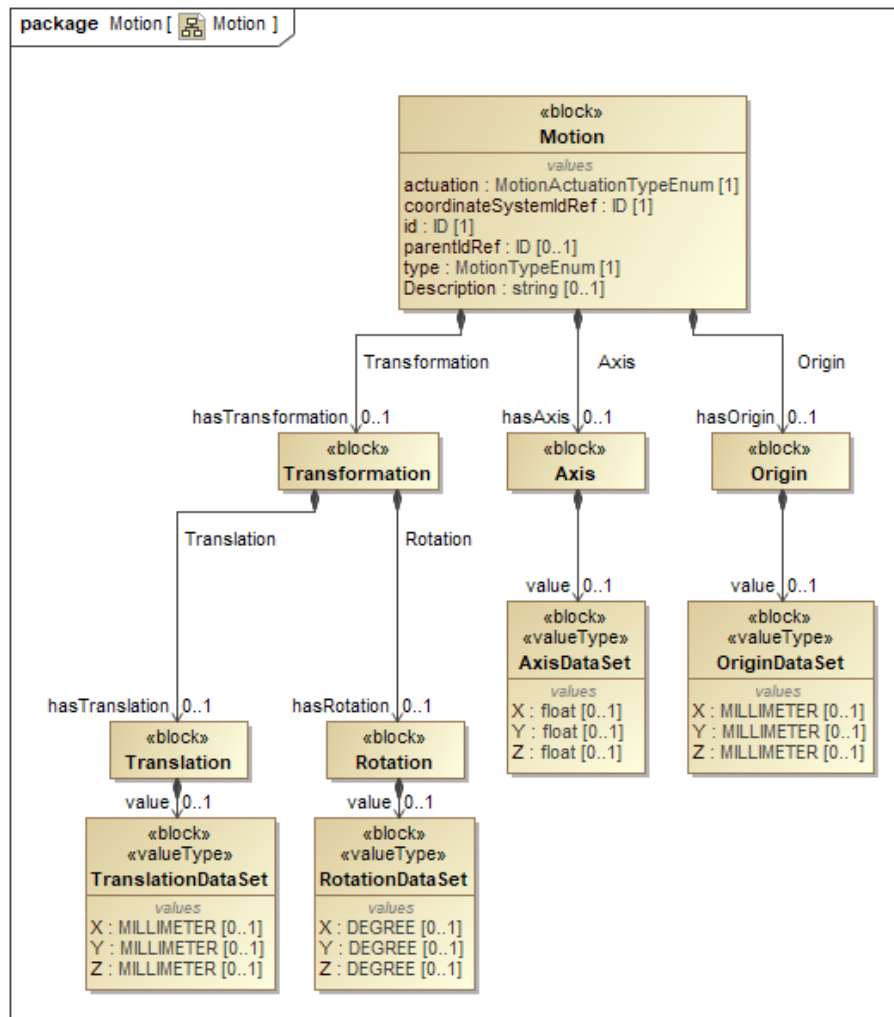 package Motion [ Motion ]
«block»
Motion
values
actuation : MotionActuationTypeEnum [1]
coordinateSystemIdRef : ID [1]
id : ID [1]
parentIdRef : ID [0..1]
type : MotionTypeEnum [1]
Description : string [0..1]
Transformation
Axis
Origin
hasTransformation 0..1
hasAxis 0..1
hasOrigin 0..1
«block»
Transformation
«block»
Axis
«block»
Origin
Translation
Rotation
value 0..1
value 0..1
«block»
«valueType»
AxisDataSet
values
X : float [0..1]
Y : float [0..1]
Z : float [0..1]
«block»
«valueType»
OriginDataSet
values
X : MILLIMETER [0..1]
Y : MILLIMETER [0..1]
Z : MILLIMETER [0..1]
hasTranslation 0..1
hasRotation 0..1
«block»
Translation
«block»
Rotation
value 0..1
value 0..1
«block»
«valueType»
TranslationDataSet
values
X : MILLIMETER [0..1]
Y : MILLIMETER [0..1]
Z : MILLIMETER [0..1]
«block»
«valueType»
RotationDataSet
values
X : DEGREE [0..1]
Y : DEGREE [0..1]
Z : DEGREE [0..1]